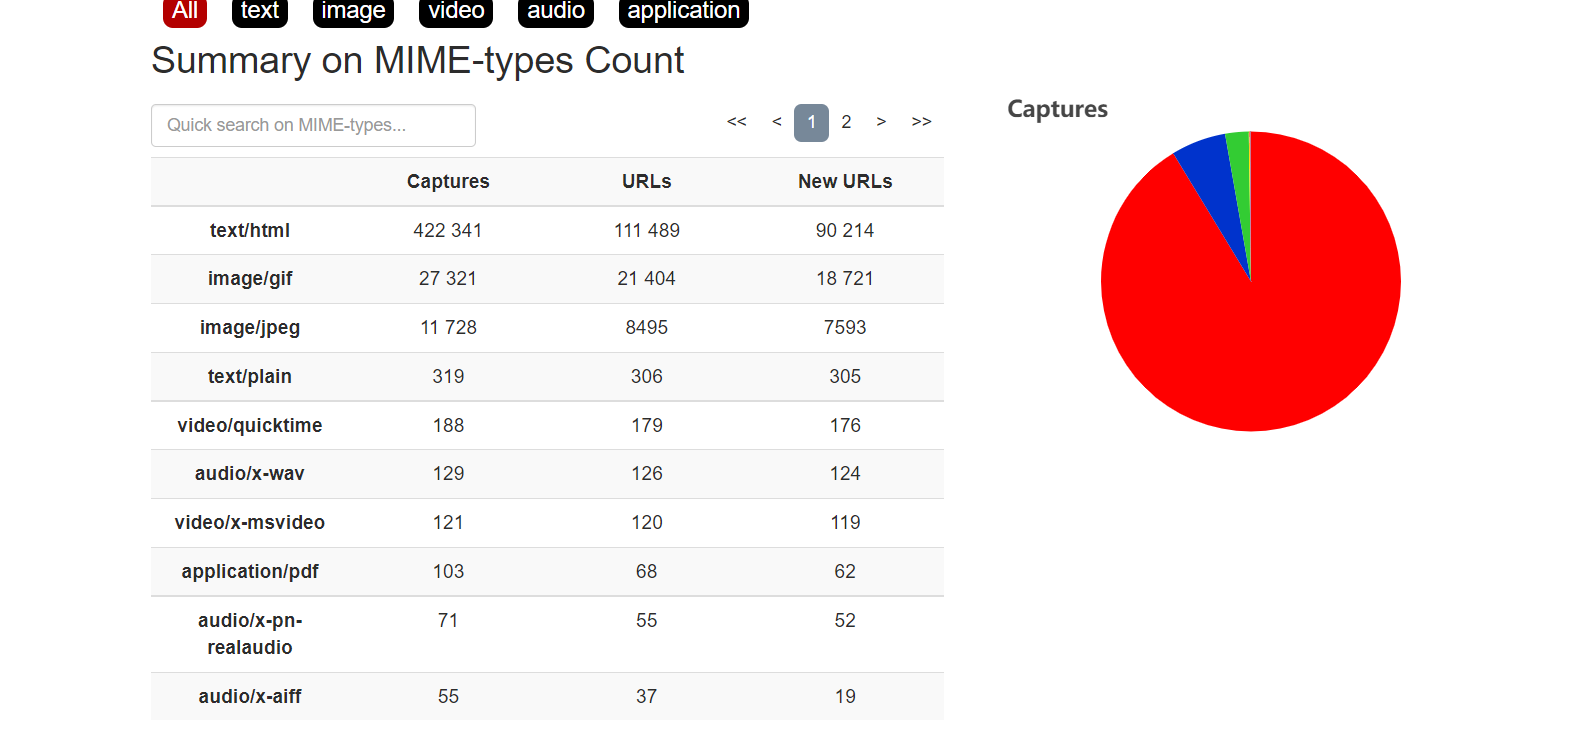 All text image video audio application
Summary on MIME-types Count
Quick search on MIME-types...
<< < 1 2 > >>
Captures
Captures URLs New URLs
text/html 422 341 111 489 90 214
image/gif 27 321 21 404 18 721
image/jpeg 11 728 8495 7593
text/plain 319 306 305
video/quicktime 188 179 176
audio/x-wav 129 126 124
video/x-msvideo 121 120 119
application/pdf 103 68 62
audio/x-pn- 71 55 52
realaudio
audio/x-aiff 55 37 19